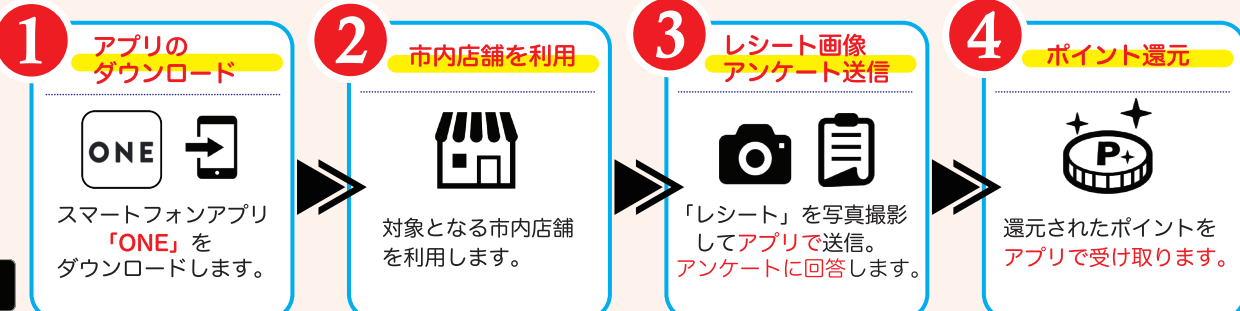 1
アプリの
ダウンロード
ONE
スマートフォンアプリ
「ONE」を
ダウンロードします。
2
市内店舗を利用
対象となる市内店舗
を利用します。
3
レシート画像
アンケート送信
「レシート」を写真撮影
してアプリで送信。
アンケートに回答します。
4
ポイント還元
P+
還元されたポイントを
アプリで受け取ります。